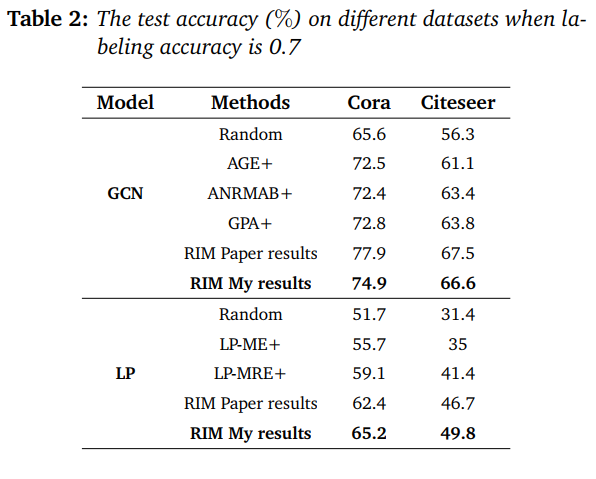 Table 2: The test accuracy (%) on different datasets when la-
beling accuracy is 0.7
Model Methods Cora Citeseer
Random 65.6 56.3
AGE+ 72.5 61.1
GCN ANRMAB+ 72.4 63.4
GPA+ 72.8 63.8
RIM Paper results 77.9 67.5
RIM My results 74.9 66.6
Random 51.7 31.4
LP-ME+ 55.7 35
LP LP-MRE+ 59.1 41.4
RIM Paper results 62.4 46.7
RIM My results 65.2 49.8